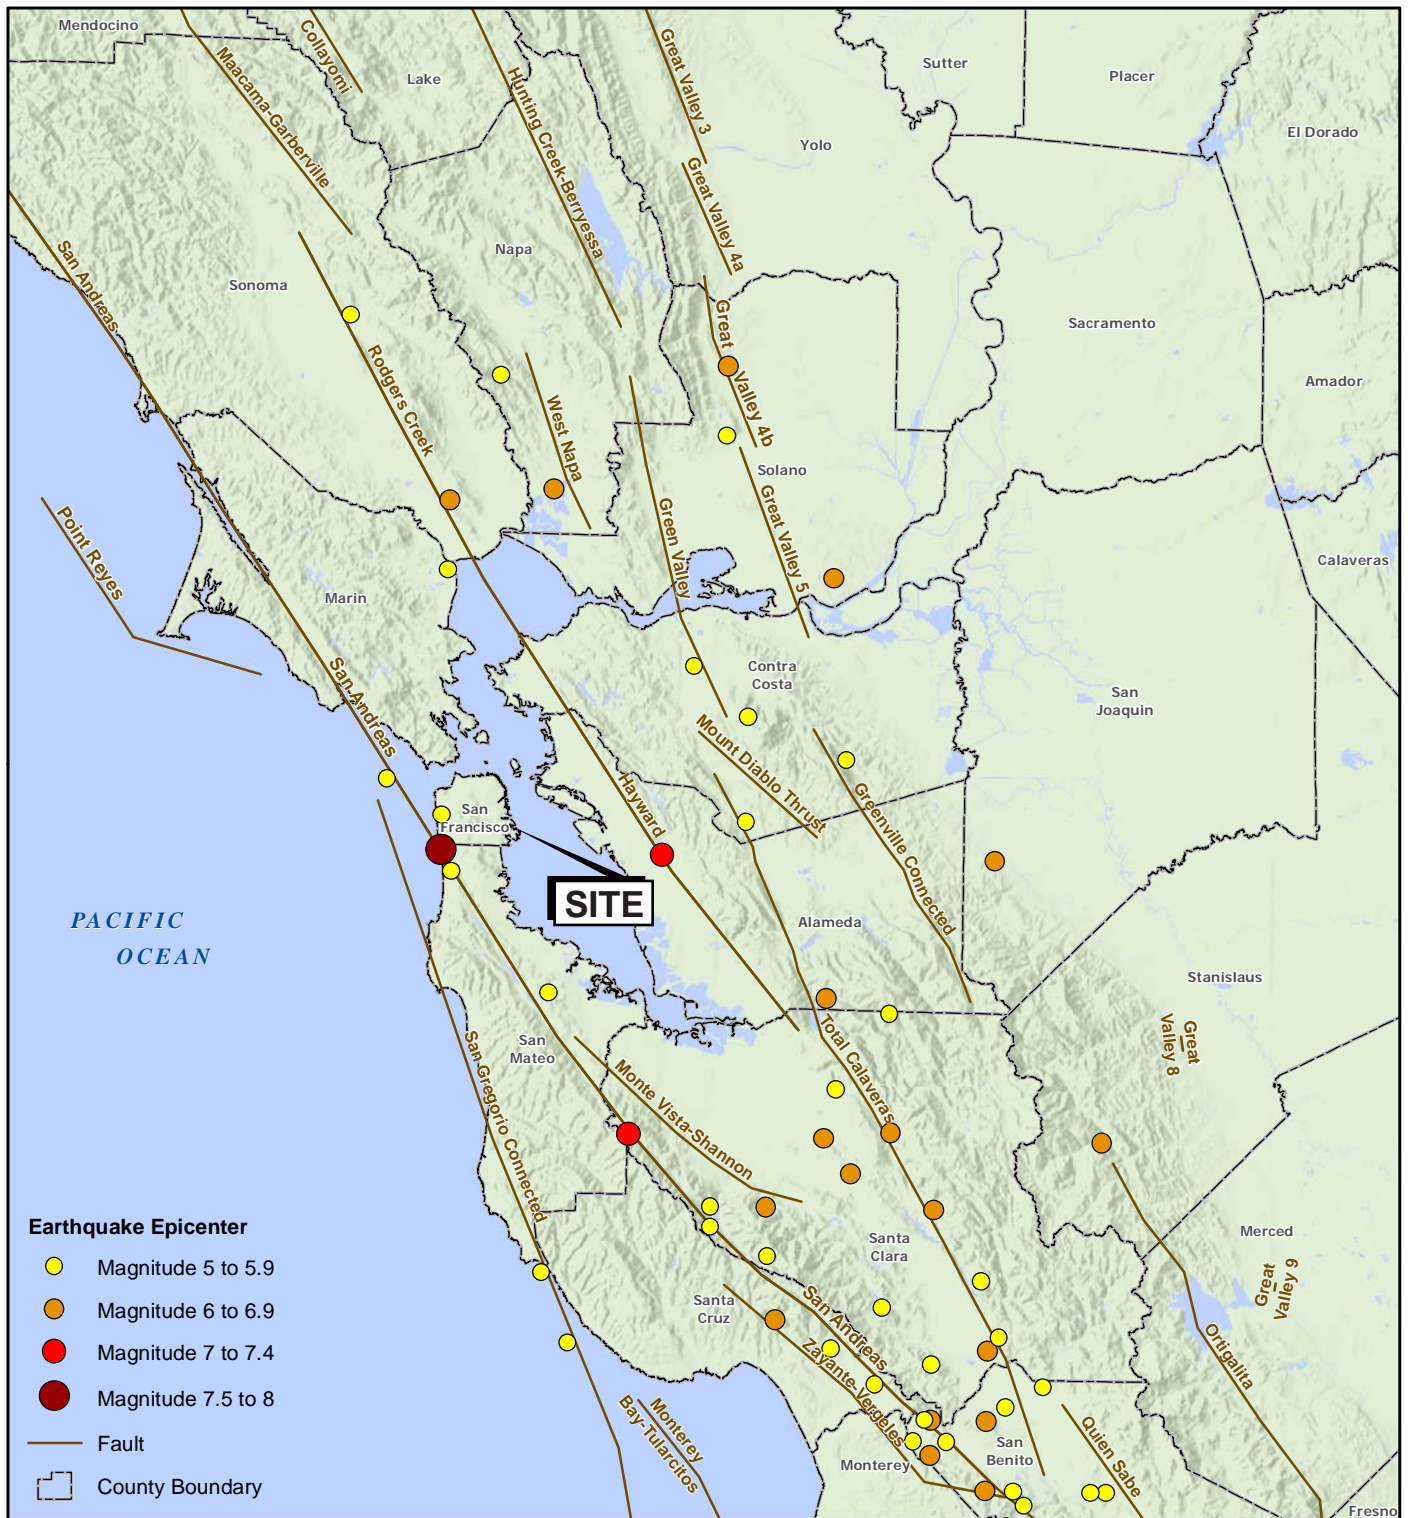 Mendocino
Collayomi
Lake
Maacama-Garberville
Hunting Creek-Berryessa
Great Valley 3
Sutter
Placer
El Dorado
Yolo
Great Valley 4a
San Andreas
Sonoma
Napa
Great Valley 4b
Sacramento
Amador
Rodgers Creek
West Napa
Solano
Great Valley 5
Green Valley
Point Reyes
Marin
Calaveras
San Andreas
Contra
Costa
San
Joaquin
Mount Diablo Thrust
Hayward
Greenville Connected
San
Francisco
SITE
PACIFIC
OCEAN
Alameda
Stanislaus
Great
Valley 8
San
Mateo
San Gregorio Connected
Total Calaveras
Monte Vista-Shannon
Santa
Clara
Merced
Great
Valley 9
Santa
Cruz
San Andreas
Zayante-Vergeles
Ortigalita
Monterey
Bay-Tularcitos
Monterey
San
Benito
Quien Sabe
Fresno
Earthquake Epicenter
Magnitude 5 to 5.9
Magnitude 6 to 6.9
Magnitude 7 to 7.4
Magnitude 7.5 to 8
Fault
County Boundary